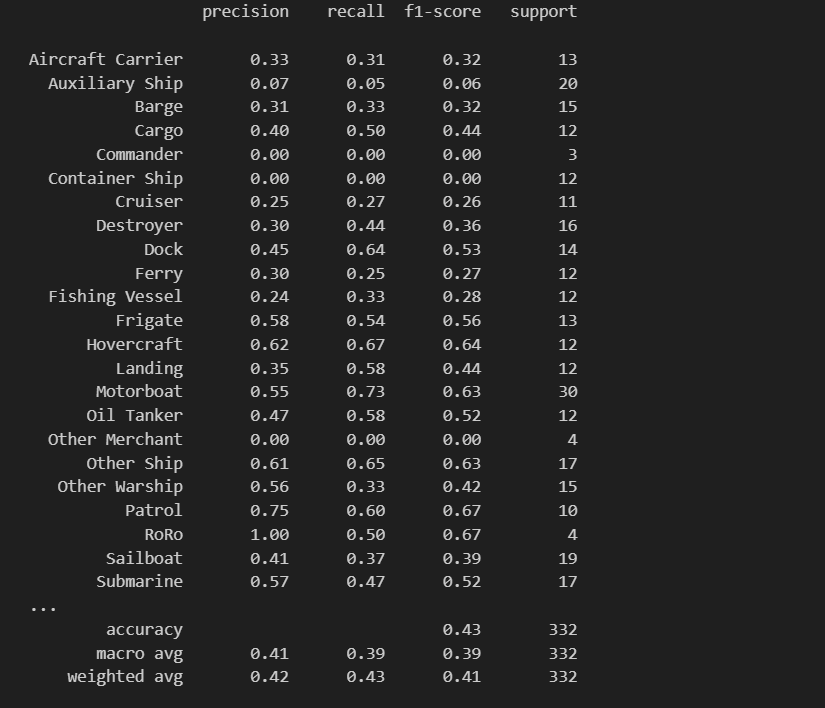 precision recall f1-score support
Aircraft Carrier 0.33 0.31 0.32 13
Auxiliary Ship 0.07 0.05 0.06 20
Barge 0.31 0.33 0.32 15
Cargo 0.40 0.50 0.44 12
Commander 0.00 0.00 0.00 3
Container Ship 0.00 0.00 0.00 12
Cruiser 0.25 0.27 0.26 11
Destroyer 0.30 0.44 0.36 16
Dock 0.45 0.64 0.53 14
Ferry 0.30 0.25 0.27 12
Fishing Vessel 0.24 0.33 0.28 12
Frigate 0.58 0.54 0.56 13
Hovercraft 0.62 0.67 0.64 12
Landing 0.35 0.58 0.44 12
Motorboat 0.55 0.73 0.63 30
Oil Tanker 0.47 0.58 0.52 12
Other Merchant 0.00 0.00 0.00 4
Other Ship 0.61 0.65 0.63 17
Other Warship 0.56 0.33 0.42 15
Patrol 0.75 0.60 0.67 10
RoRo 1.00 0.50 0.67 4
Sailboat 0.41 0.37 0.39 19
Submarine 0.57 0.47 0.52 17
...
accuracy 0.43 332
macro avg 0.41 0.39 0.39 332
weighted avg 0.42 0.43 0.41 332